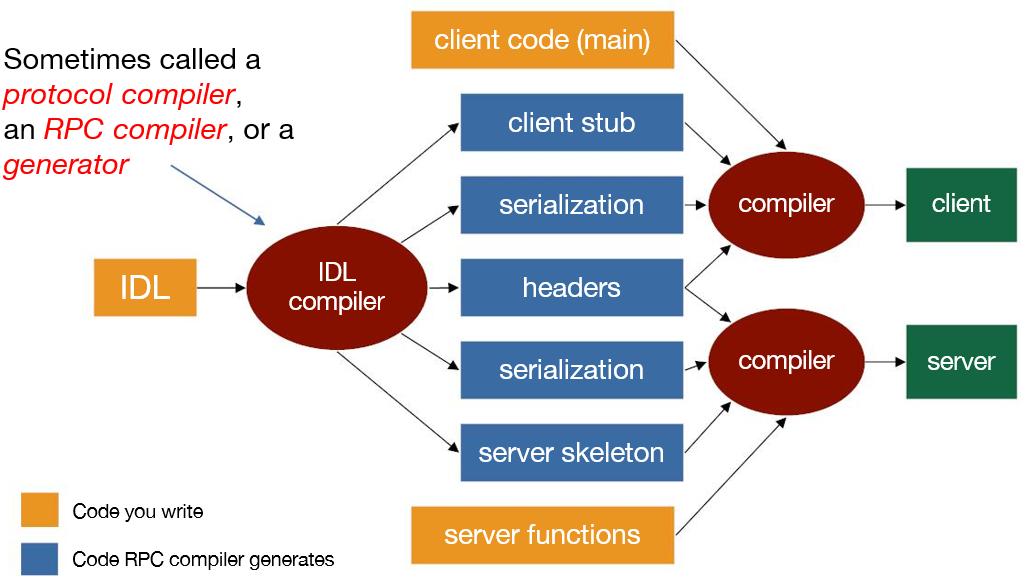 client code (main)
Sometimes called a
protocol compiler,
an RPC compiler, or a
generator
client stub
serialization
compiler
client
IDL
IDL
compiler
headers
serialization
compiler
server
server skeleton
server functions
Code you write
Code RPC compiler generates